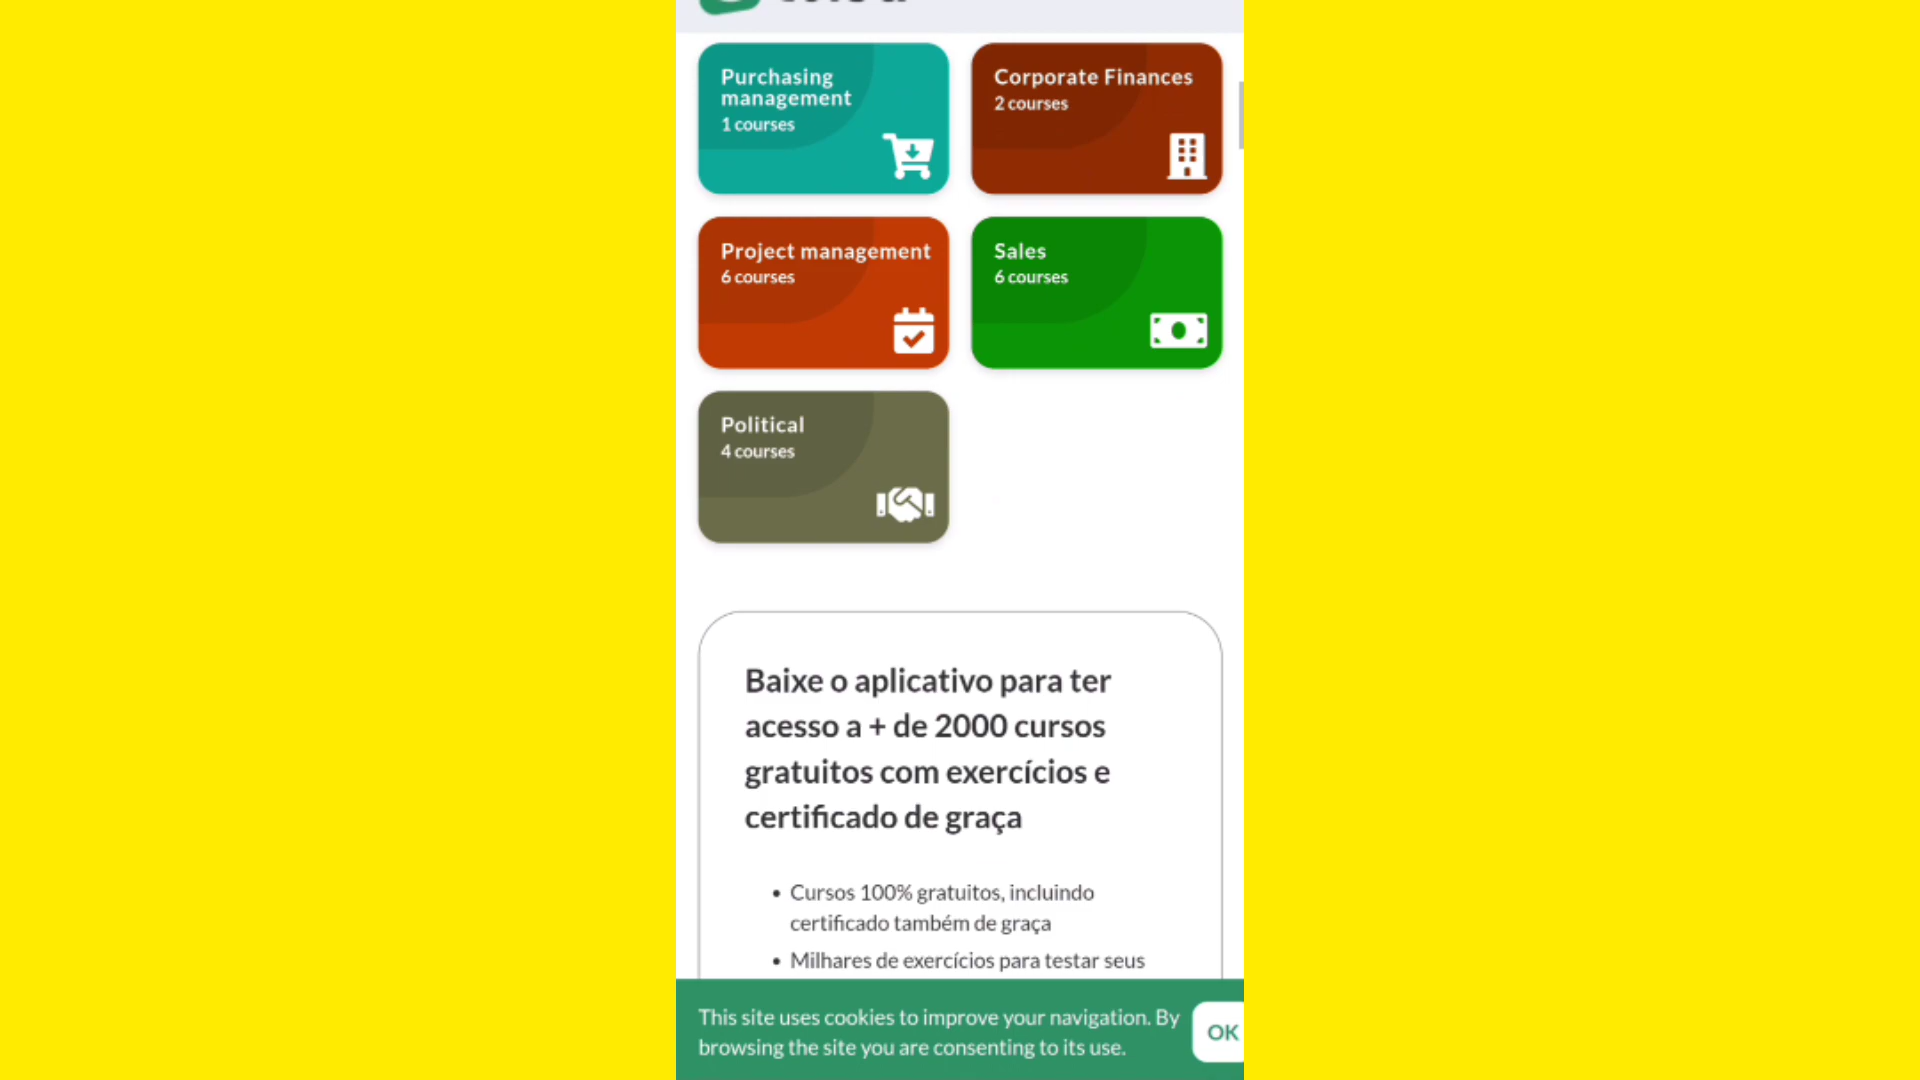 Purchasing
management
1 courses
Corporate Finances
2 courses
Project management
6 courses
Sales
6 courses
Political
4 courses
Baixe o aplicativo para ter
acesso a + de 2000 cursos
gratuitos com exercícios e
certificado de graça
• Cursos 100% gratuitos, incluindo
certificado também de graça
• Milhares de exercícios para testar seus
This site uses cookies to improve your navigation. By
browsing the site you are consenting to its use.
OK